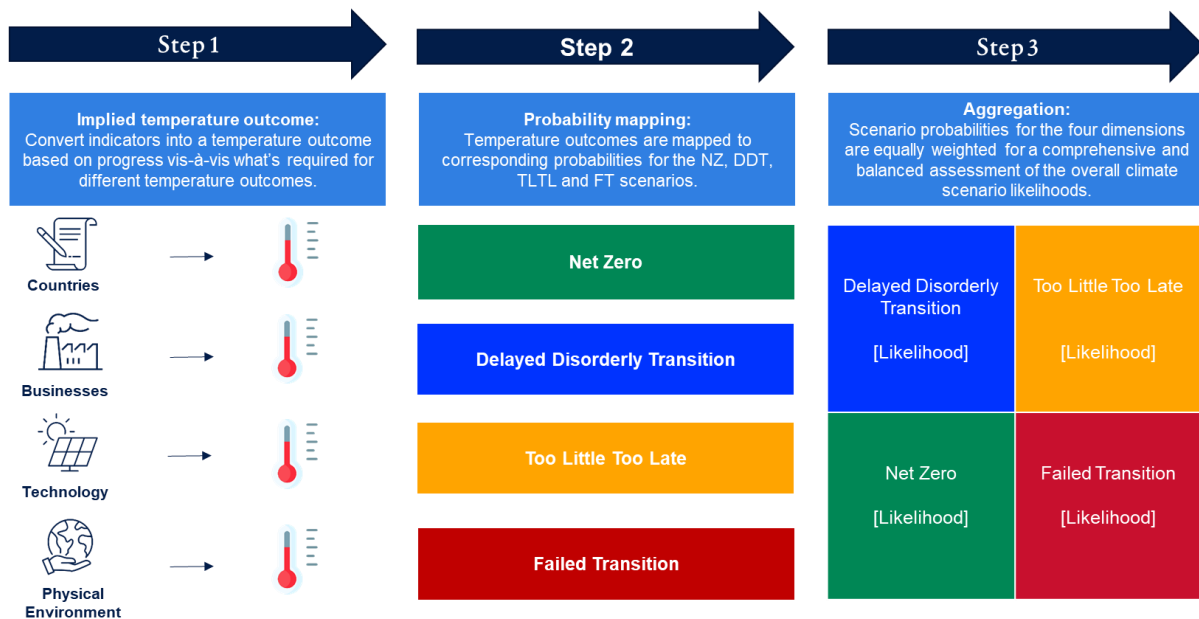 Step 1
Step 2
Step 3
Implied temperature outcome:
Convert indicators into a temperature outcome
based on progress vis-à-vis what's required for
different temperature outcomes.
Probability mapping:
Temperature outcomes are mapped to
corresponding probabilities for the NZ, DDT,
TLTL and FT scenarios.
Aggregation:
Scenario probabilities for the four dimensions
are equally weighted for a comprehensive and
balanced assessment of the overall climate
scenario likelihoods.
Countries
Businesses
Technology
Physical
Environment
Net Zero
Delayed Disorderly Transition
Too Little Too Late
Failed Transition
Delayed Disorderly
Transition
[Likelihood]
Too Little Too Late
[Likelihood]
Net Zero
[Likelihood]
Failed Transition
[Likelihood]